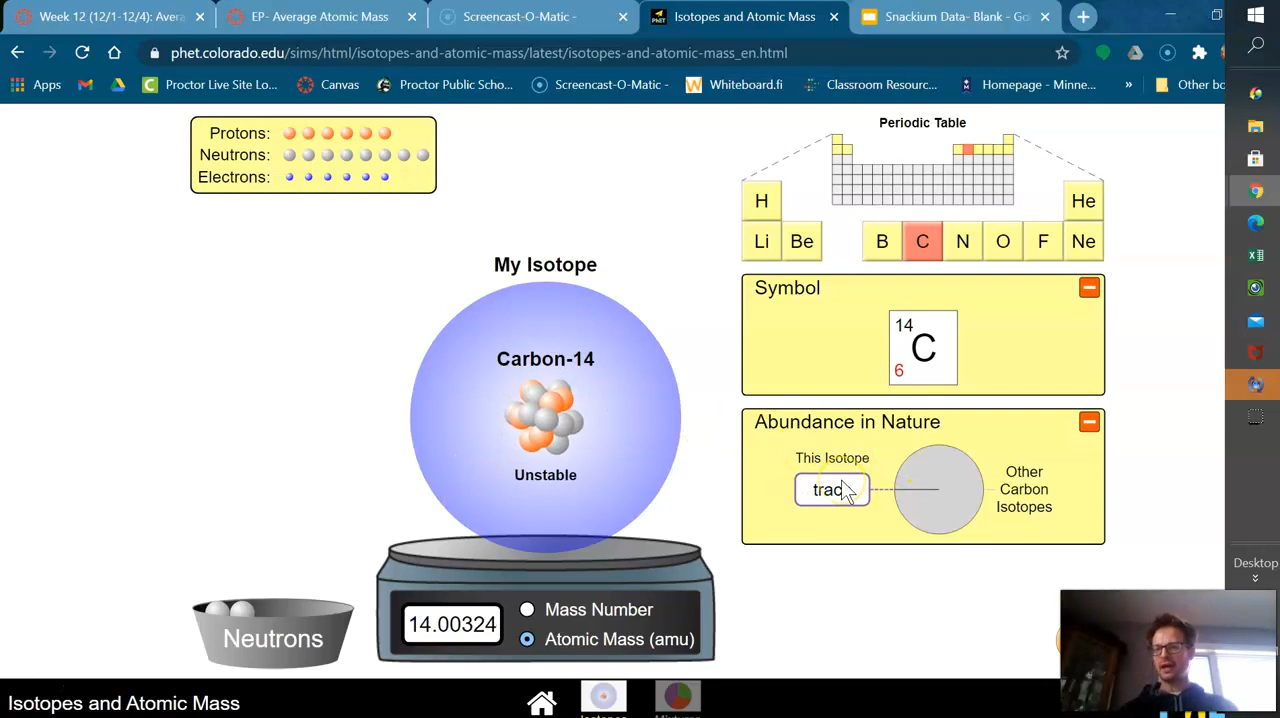 Week 12 (12/1-12/4): Avera
EP- Average Atomic Mass
Screencast-O-Matic -
Isotopes and Atomic Mass
Snackium Data- Blank - Go
phet.colorado.edu/sims/html/isotopes-and-atomic-mass/latest/isotopes-and-atomic-mass_en.html
Apps
Proctor Live Site Lo...
Canvas
Proctor Public Scho...
Screencast-O-Matic -
Whiteboard.fi
Classroom Resourc...
Homepage - Minne...
»
Other bo
Protons:
Neutrons:
Electrons:
Periodic Table
H
He
Li
Be
B
C
N
O
F
Ne
My Isotope
Carbon-14
Unstable
Symbol
14
C
6
Abundance in Nature
This Isotope
trac
Other
Carbon
Isotopes
14.00324
Mass Number
Atomic Mass (amu)
Neutrons
Isotopes and Atomic Mass
Isotopes
Mixtures
Desktop